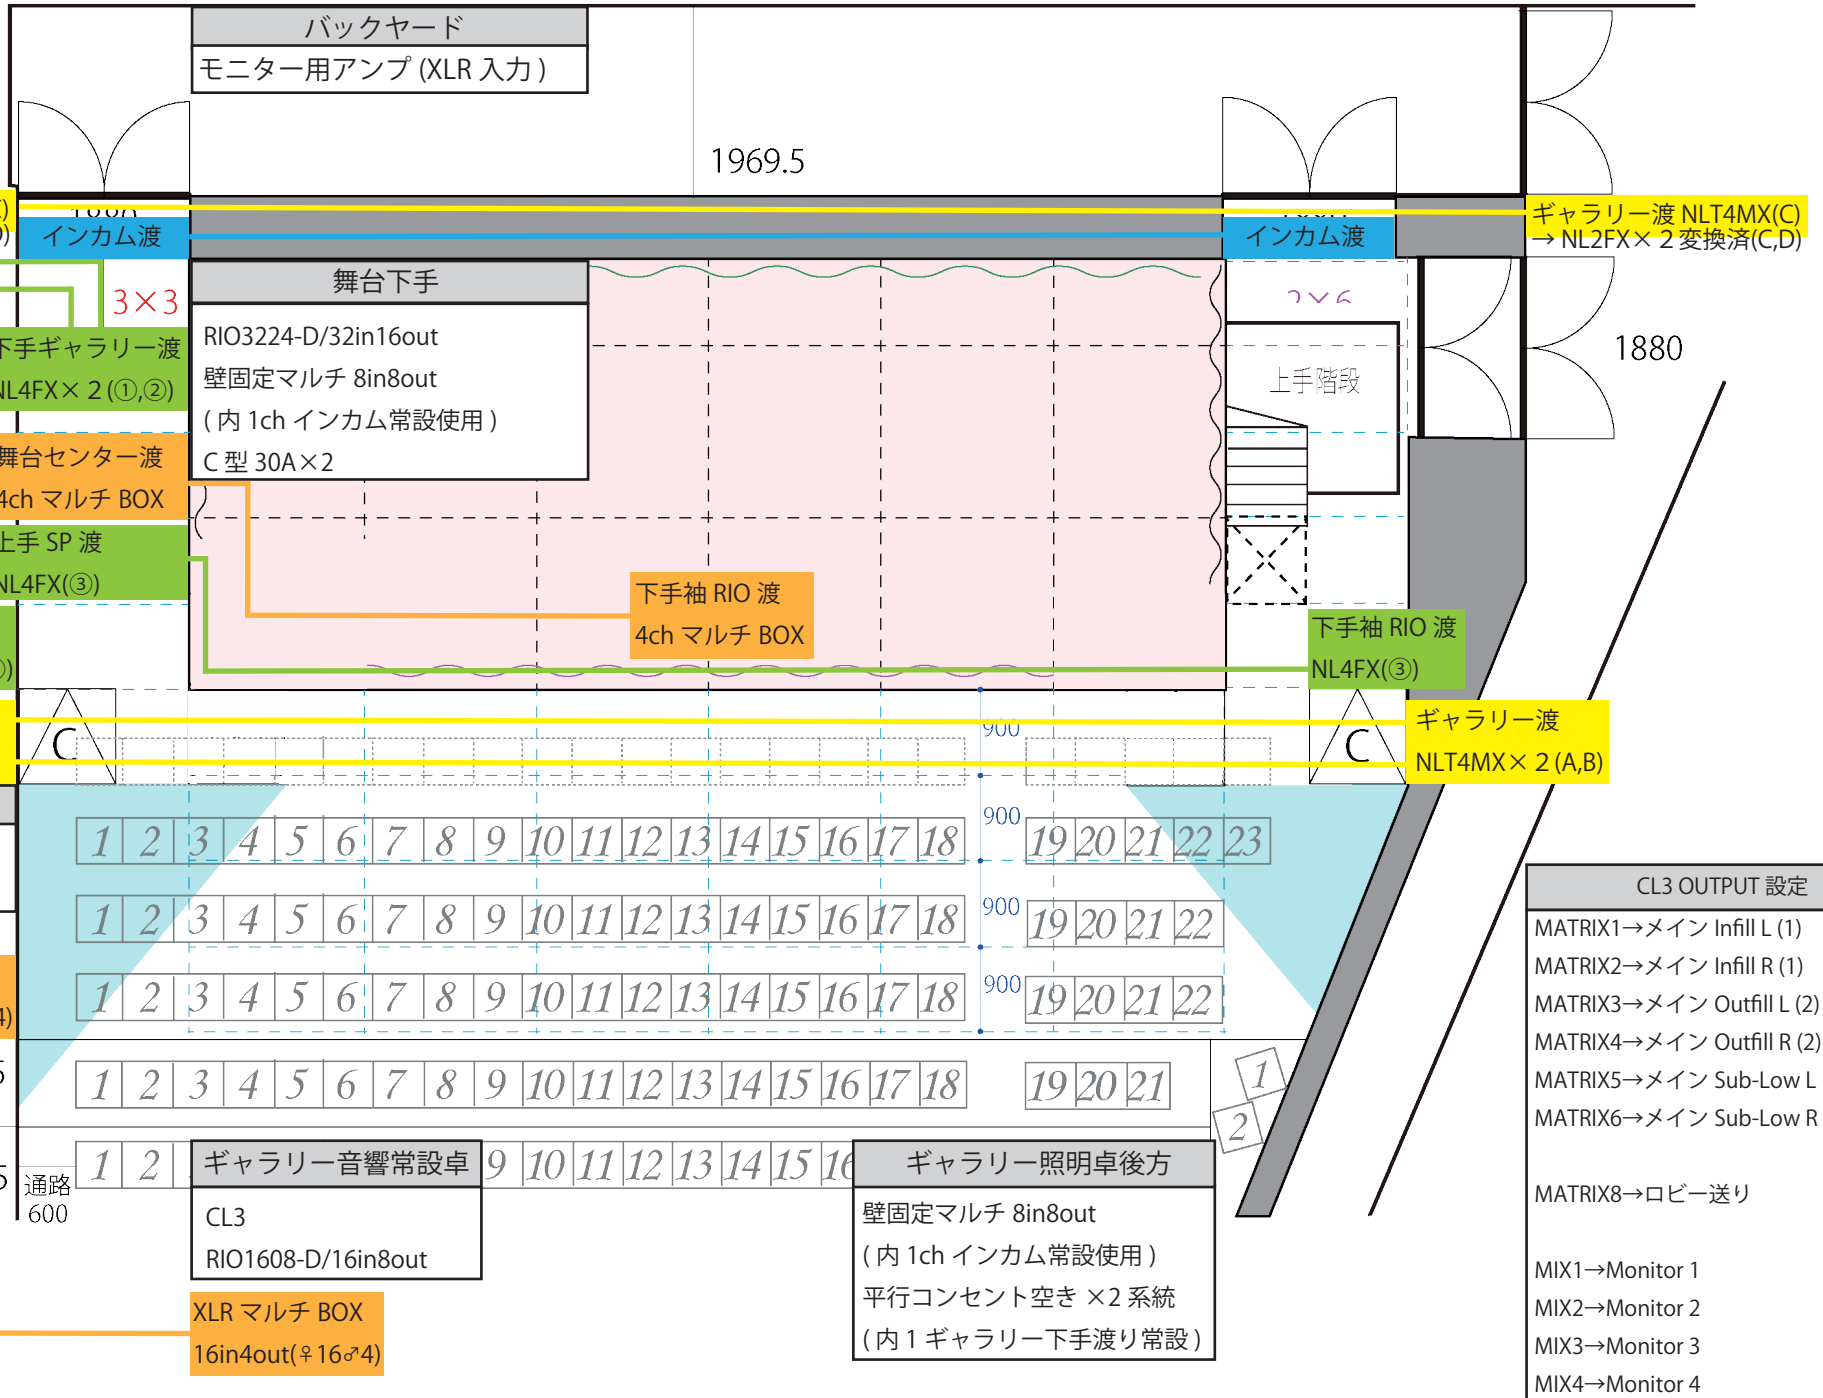 バックヤード
モニター用アンプ (XLR 入力 )
1969.5
インカム渡
インカム渡
ギャラリー渡 NLT4MX(C)
→ NL2FX× 2 変換済(C,D)
3×3
舞台下手
RIO3224-D/32in16out
壁固定マルチ 8in8out
( 内 1ch インカム常設使用 )
C 型 30A×2
下手ギャラリー渡
NL4FX× 2 (①,②)
1880
上手階段
舞台センター渡
4ch マルチ BOX
上手 SP 渡
NL4FX(③)
下手袖 RIO 渡
4ch マルチ BOX
下手袖 RIO 渡
NL4FX(③)
C
C
ギャラリー渡
NLT4MX× 2 (A,B)
900
900
1 2 3 4 5 6 7 8 9 10 11 12 13 14 15 16 17 18 19 20 21 22 23
900
1 2 3 4 5 6 7 8 9 10 11 12 13 14 15 16 17 18 19 20 21 22
900
1 2 3 4 5 6 7 8 9 10 11 12 13 14 15 16 17 18 19 20 21 22
1 2 3 4 5 6 7 8 9 10 11 12 13 14 15 16 17 18 19 20 21
1
2
1 2 9 10 11 12 13 14 15 16
通路
600
ギャラリー音響常設卓
CL3
RIO1608-D/16in8out
XLR マルチ BOX
16in4out(♀16♂4)
ギャラリー照明卓後方
壁固定マルチ 8in8out
( 内 1ch インカム常設使用 )
平行コンセント空き ×2 系統
( 内 1 ギャラリー下手渡り常設 )
CL3 OUTPUT 設定
MATRIX1→メイン Infill L (1)
MATRIX2→メイン Infill R (1)
MATRIX3→メイン Outfill L (2)
MATRIX4→メイン Outfill R (2)
MATRIX5→メイン Sub-Low L
MATRIX6→メイン Sub-Low R
MATRIX8→ロビー送り
MIX1→Monitor 1
MIX2→Monitor 2
MIX3→Monitor 3
MIX4→Monitor 4